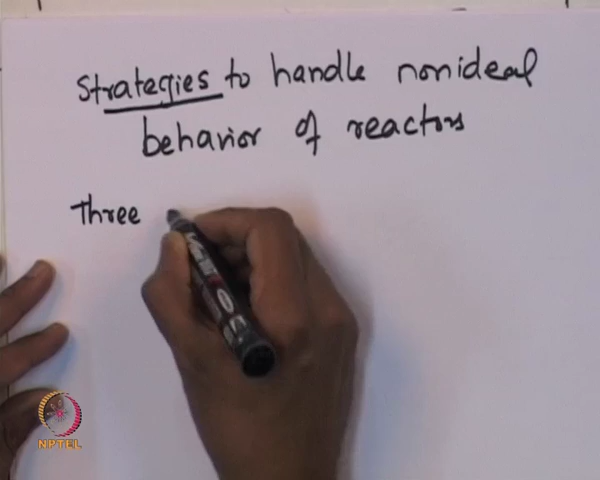 Strategies to handle nonideal
behavior of reactors
Three
NPTEL